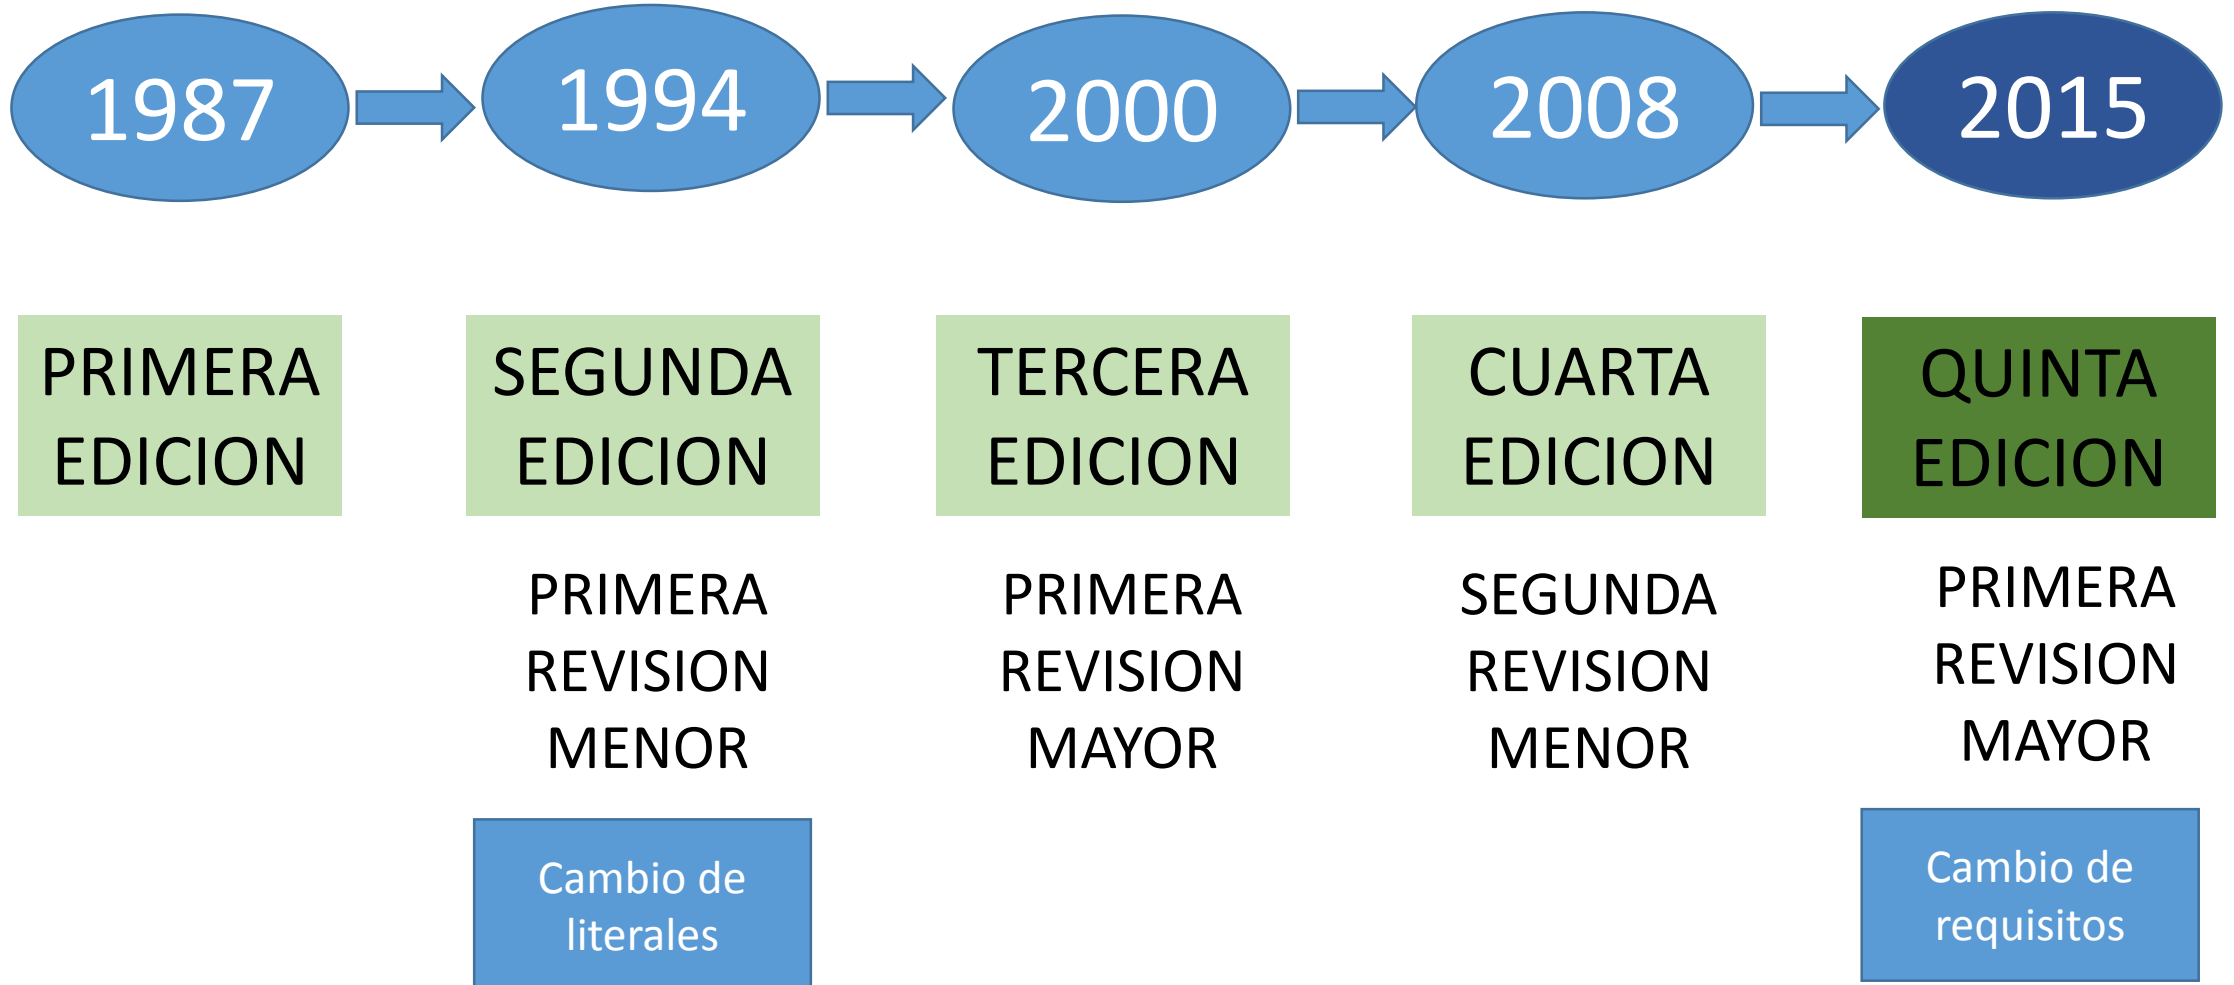 1987
1994
2000
2008
2015
PRIMERA
EDICION
SEGUNDA
EDICION
TERCERA
EDICION
CUARTA
EDICION
QUINTA
EDICION
PRIMERA
REVISION
MENOR
PRIMERA
REVISION
MAYOR
SEGUNDA
REVISION
MENOR
PRIMERA
REVISION
MAYOR
Cambio de
literales
Cambio de
requisitos